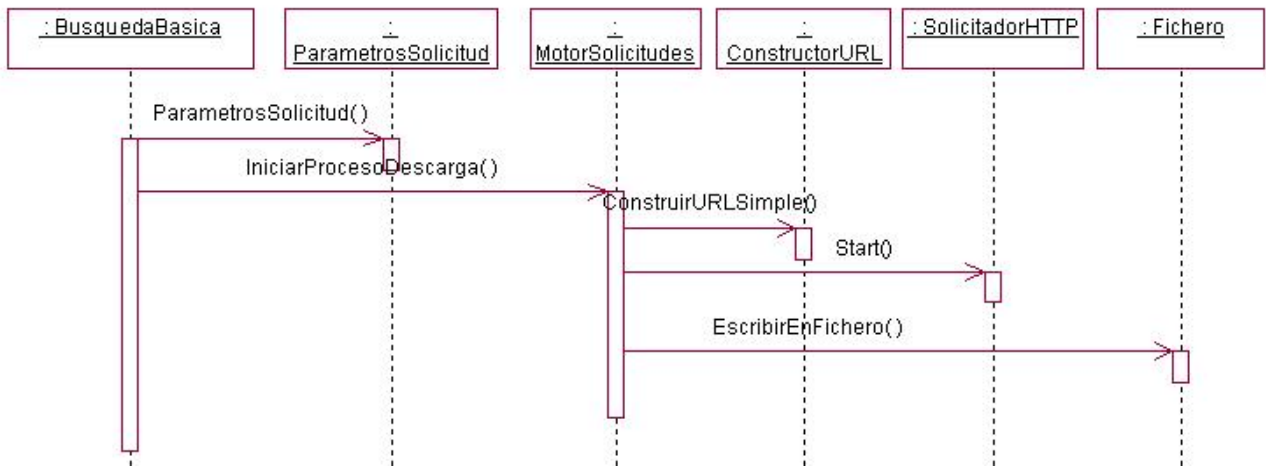 : BusquedaBasica
:
ParametrosSolicitud
:
MotorSolicitudes
:
ConstructorURL
: SolicitadorHTTP
: Fichero
ParametrosSolicitud( )
IniciarProcesoDescarga( )
ConstruirURLSimple()
Start()
EscribirEnFichero( )